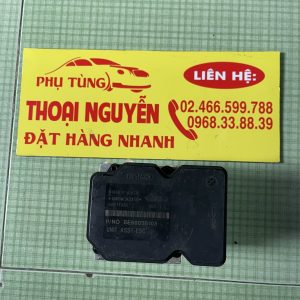 PHỤ TÙNG
THOẠI NGUYỄN
ĐẶT HÀNG NHANH
LIÊN HỆ:
02.466.599.788
0968.33.88.39